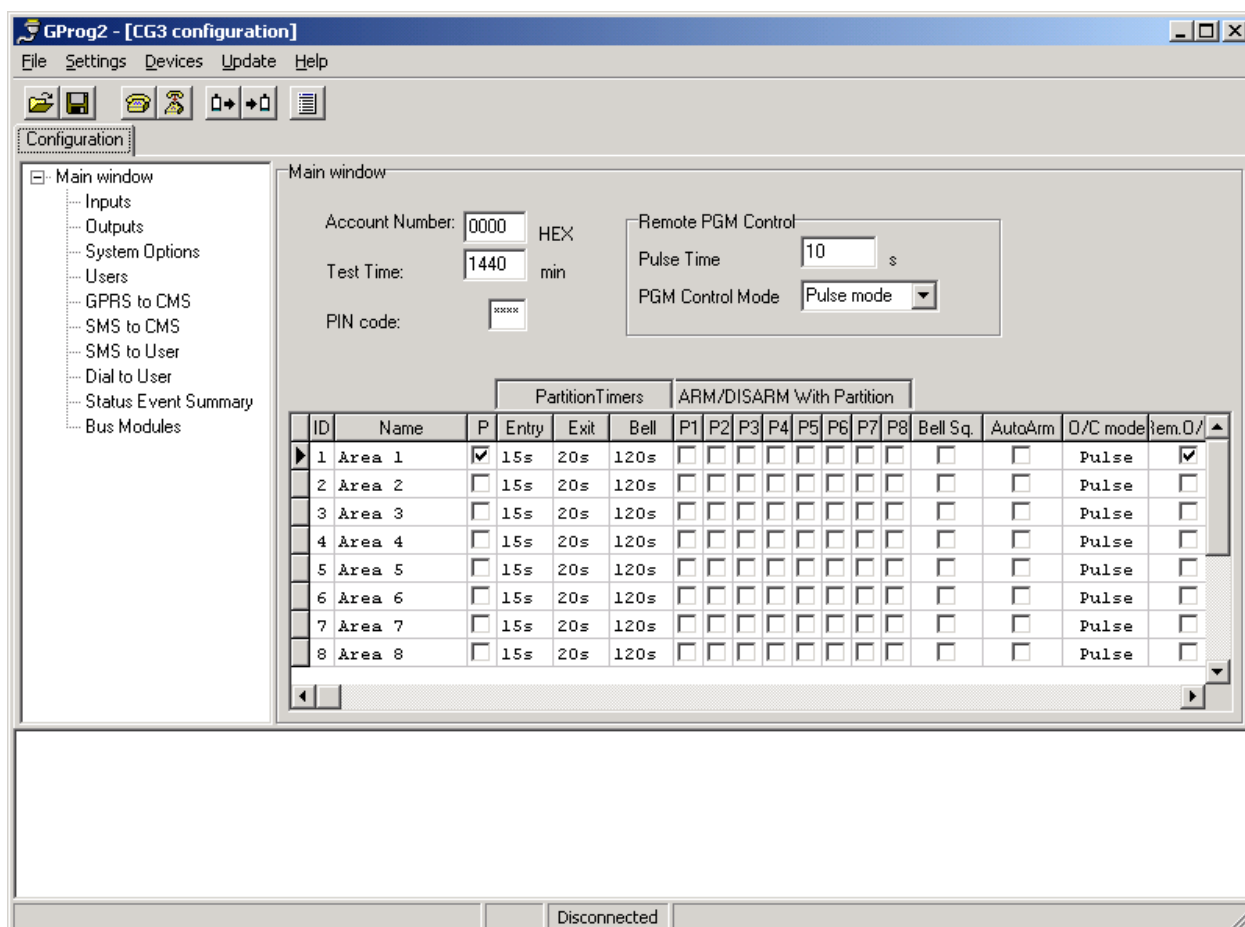 GProg2 - [CG3 configuration]
File Settings Devices Update Help
Configuration
Main window
Inputs
Outputs
System Options
Users
GPRS to CMS
SMS to CMS
SMS to User
Dial to User
Status Event Summary
Bus Modules
Main window
Account Number: 0000 HEX
Test Time: 1440 min
PIN code: ****
Remote PGM Control
Pulse Time 10 s
PGM Control Mode Pulse mode
PartitionTimers ARM/DISARM With Partition
ID Name P Entry Exit Bell P1 P2 P3 P4 P5 P6 P7 P8 Bell Sq. AutoArm O/C mode Rem.O/
1 Area 1 15s 20s 120s Pulse
2 Area 2 15s 20s 120s Pulse
3 Area 3 15s 20s 120s Pulse
4 Area 4 15s 20s 120s Pulse
5 Area 5 15s 20s 120s Pulse
6 Area 6 15s 20s 120s Pulse
7 Area 7 15s 20s 120s Pulse
8 Area 8 15s 20s 120s Pulse
Disconnected